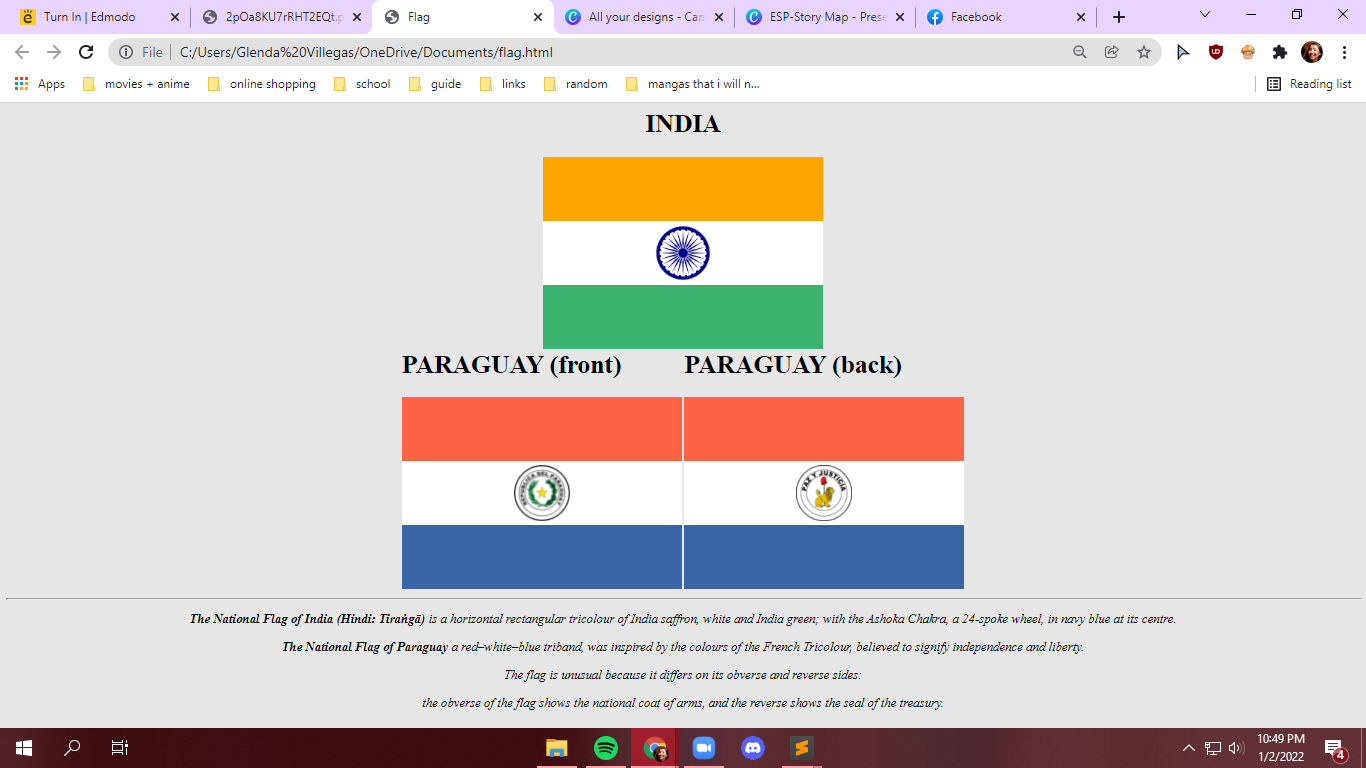 Turn In | Edmodo
2pOa8KU7rRHT2EQt.p
Flag
All your designs - Can
ESP-Story Map - Prese
Facebook
File
C:/Users/Glenda%20Villegas/OneDrive/Documents/flag.html
Apps
movies + anime
online shopping
school
guide
links
random
mangas that i will n...
Reading list
INDIA
PARAGUAY (front) PARAGUAY (back)
REPUBLICA DEL PARAGUAY
PAZ Y JUSTICIA
The National Flag of India (Hindi: Tiraṅgā) is a horizontal rectangular tricolour of India saffron, white and India green; with the Ashoka Chakra, a 24-spoke wheel, in navy blue at its centre.
The National Flag of Paraguay a red–white–blue triband, was inspired by the colours of the French Tricolour, believed to signify independence and liberty.
The flag is unusual because it differs on its obverse and reverse sides:
the obverse of the flag shows the national coat of arms, and the reverse shows the seal of the treasury.
10:49 PM
1/2/2022
4